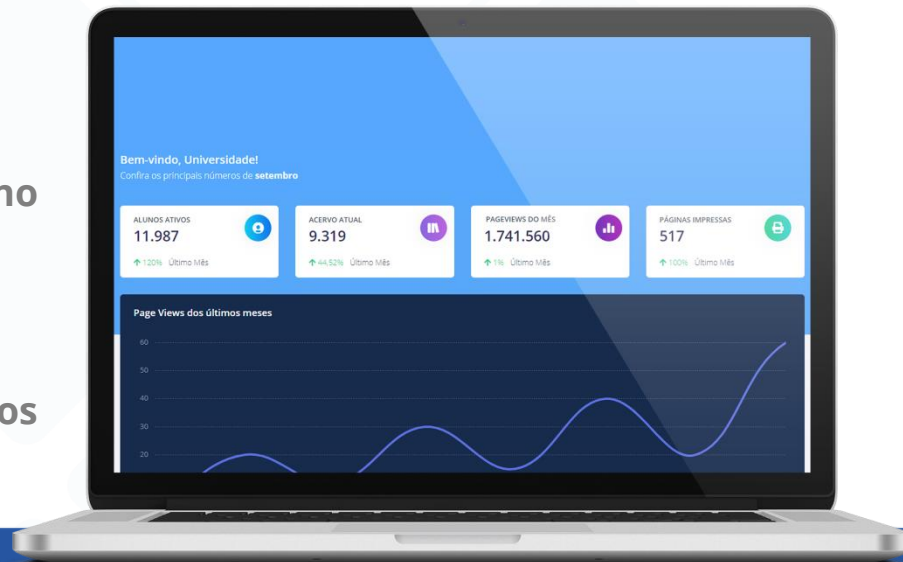 no
os
Bem-vindo, Universidade!
Confira os principais números de setembro
ALUNOS ATIVOS
11.987
120% Último Mês
ACERVO ATUAL
9.319
44,52% Último Mês
PAGEVIEWS DO MÊS
1.741.560
1% Último Mês
PÁGINAS IMPRESSAS
517
100% Último Mês
Page Views dos últimos meses
60
50
40
30
20